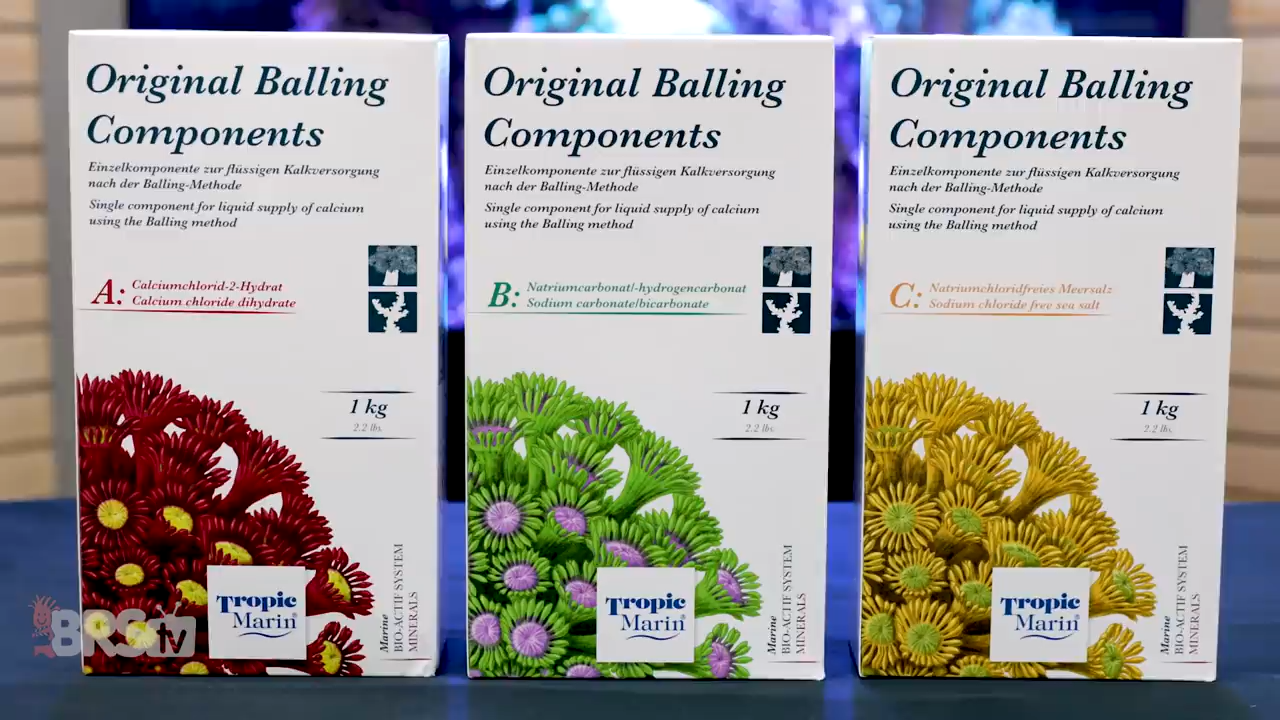 Original Balling
Components
Einzelkomponente zur flüssigen Kalkversorgung
nach der Balling-Methode
Single component for liquid supply of calcium
using the Balling method
A: Calciumchlorid-2-Hydrat
Calcium chloride dihydrate
1 kg
2.2 lbs.
Tropic
Marin®
Marine
BIO-ACTIF SYSTEM
MINERALS
Original Balling
Components
Einzelkomponente zur flüssigen Kalkversorgung
nach der Balling-Methode
Single component for liquid supply of calcium
using the Balling method
B: Natriumcarbonat/-hydrogencarbonat
Sodium carbonate/bicarbonate
1 kg
2.2 lbs.
Tropic
Marin®
Marine
BIO-ACTIF SYSTEM
MINERALS
Original Balling
Components
Einzelkomponente zur flüssigen Kalkversorgung
nach der Balling-Methode
Single component for liquid supply of calcium
using the Balling method
C: Natriumchloridfreies Meersalz
Sodium chloride free sea salt
1 kg
2.2 lbs.
Tropic
Marin®
Marine
BIO-ACTIF SYSTEM
MINERALS
BRStv